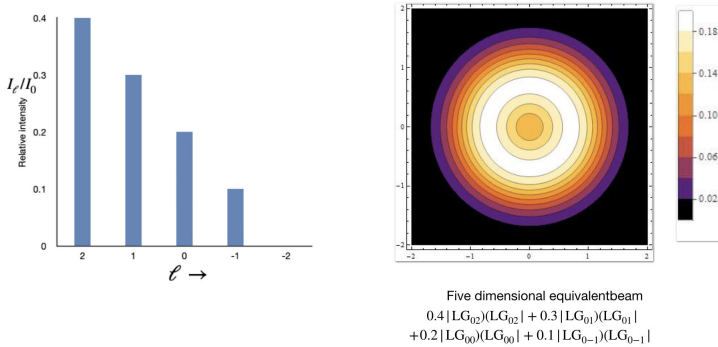 0.4
0.3
0.2
0.1
0
I_ℓ/I_0
Relative intensity
2 1 0 -1 -2
ℓ →
2
1
0
−1
−2
−2 −1 0 1 2
0.18
0.14
0.10
0.06
0.02
Five dimensional equivalentbeam
0.4|LG₀₂)(LG₀₂| + 0.3|LG₀₁)(LG₀₁|
+0.2|LG₀₀)(LG₀₀| + 0.1|LG₀₋₁)(LG₀₋₁|